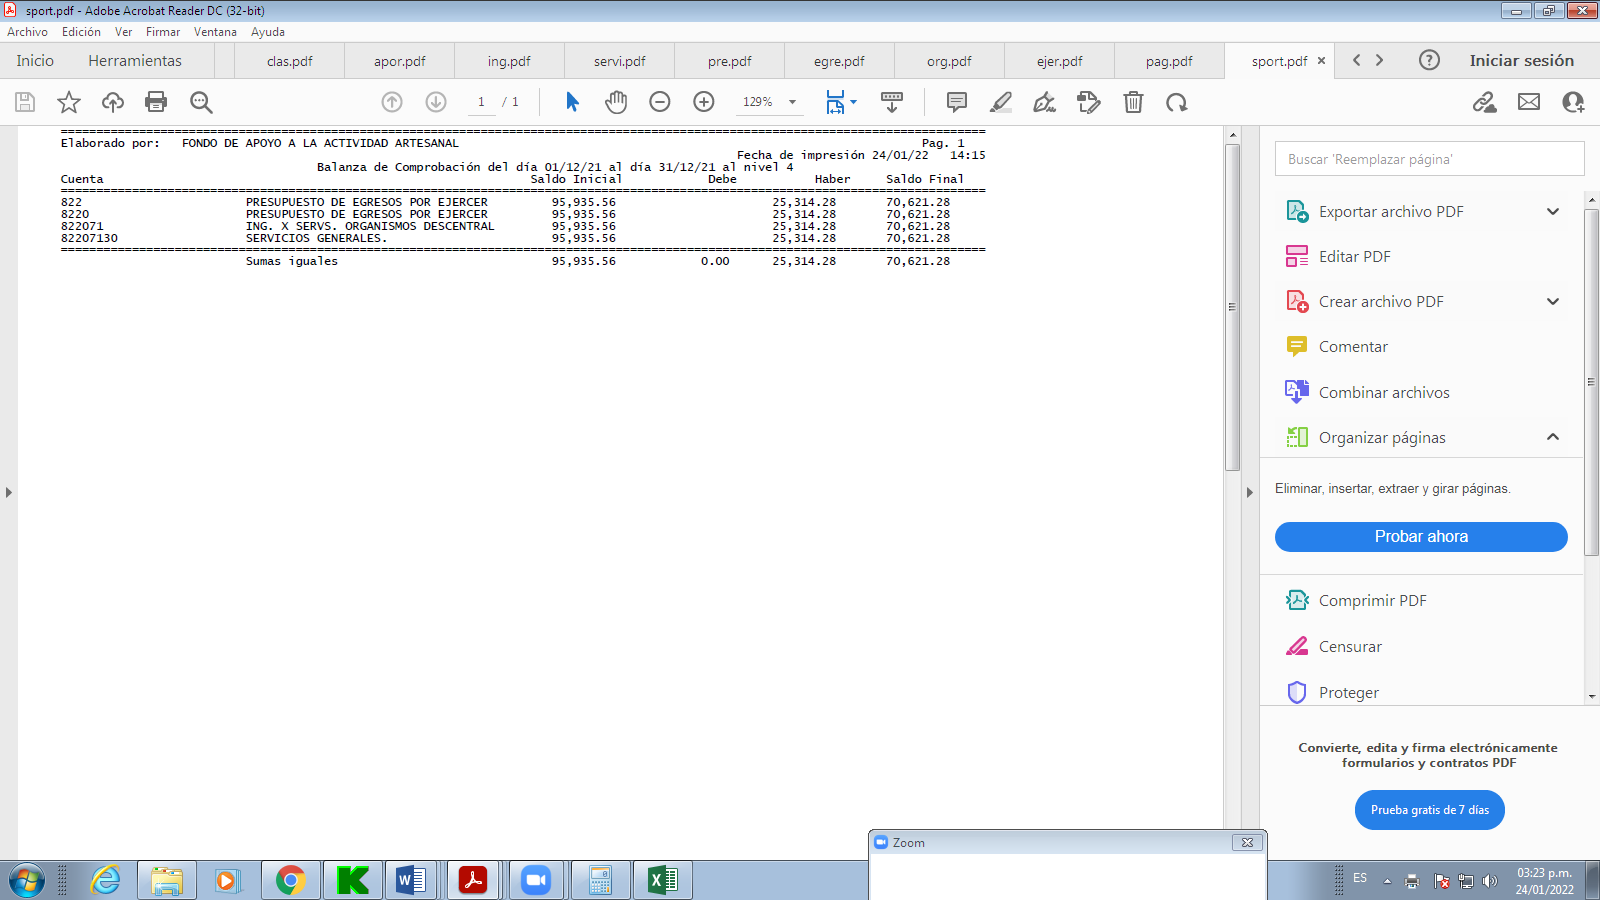 sport.pdf - Adobe Acrobat Reader DC (32-bit)
Archivo Edición Ver Firmar Ventana Ayuda
Inicio Herramientas clas.pdf apor.pdf ing.pdf servi.pdf pre.pdf egre.pdf org.pdf ejer.pdf pag.pdf sport.pdf Iniciar sesión
1 / 1 129%
Elaborado por: FONDO DE APOYO A LA ACTIVIDAD ARTESANAL Pag. 1
Fecha de impresión 24/01/22 14:15
Balanza de Comprobación del día 01/12/21 al día 31/12/21 al nivel 4
Cuenta Saldo Inicial Debe Haber Saldo Final
822 PRESUPUESTO DE EGRESOS POR EJERCER 95,935.56 25,314.28 70,621.28
8220 PRESUPUESTO DE EGRESOS POR EJERCER 95,935.56 25,314.28 70,621.28
822071 ING. X SERVS. ORGANISMOS DESCENTRAL 95,935.56 25,314.28 70,621.28
82207130 SERVICIOS GENERALES. 95,935.56 25,314.28 70,621.28
Sumas iguales 95,935.56 0.00 25,314.28 70,621.28
Buscar 'Reemplazar página'
Exportar archivo PDF
Editar PDF
Crear archivo PDF
Comentar
Combinar archivos
Organizar páginas
Eliminar, insertar, extraer y girar páginas.
Probar ahora
Comprimir PDF
Censurar
Proteger
Convierte, edita y firma electrónicamente
formularios y contratos PDF
Prueba gratis de 7 días
Zoom
ES
03:23 p.m.
24/01/2022